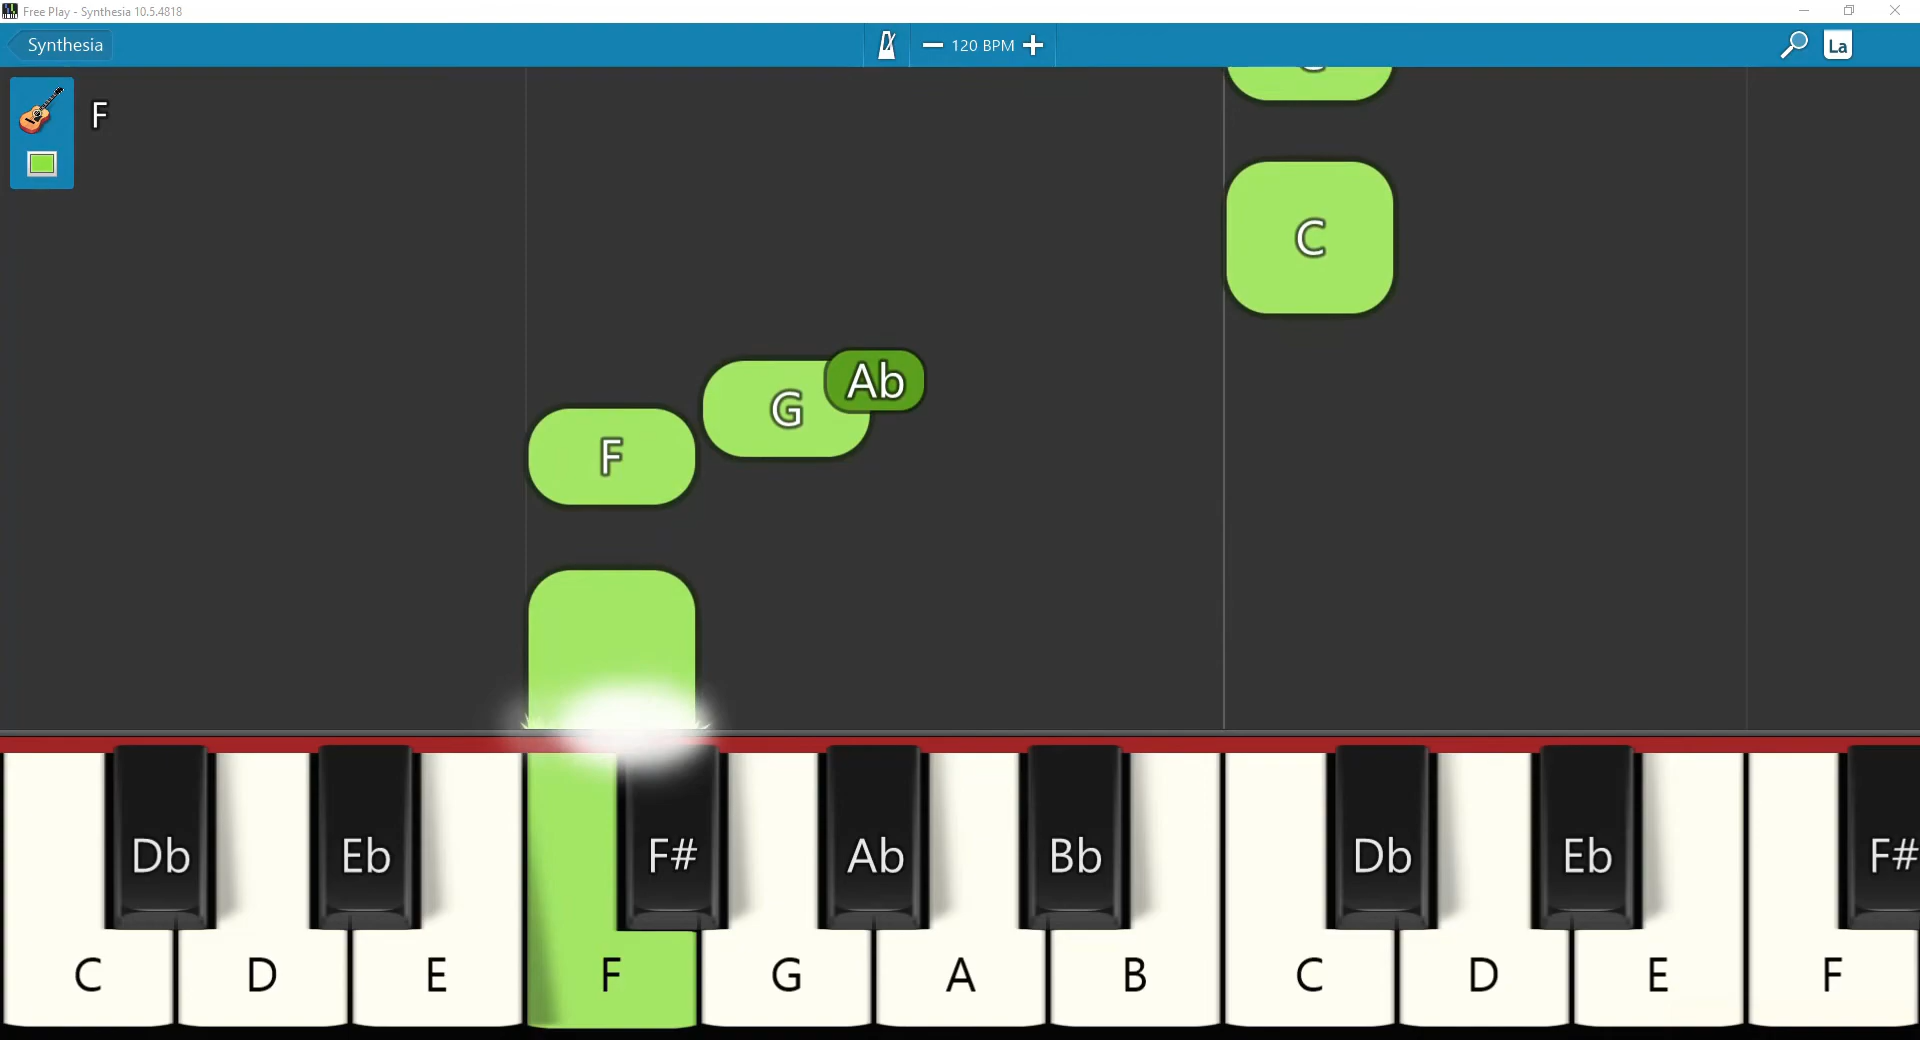 Free Play - Synthesia 10.5.4818
Synthesia
120 BPM
La
F
C
Ab
G
F
Db Eb F# Ab Bb Db Eb F#
C D E F G A B C D E F